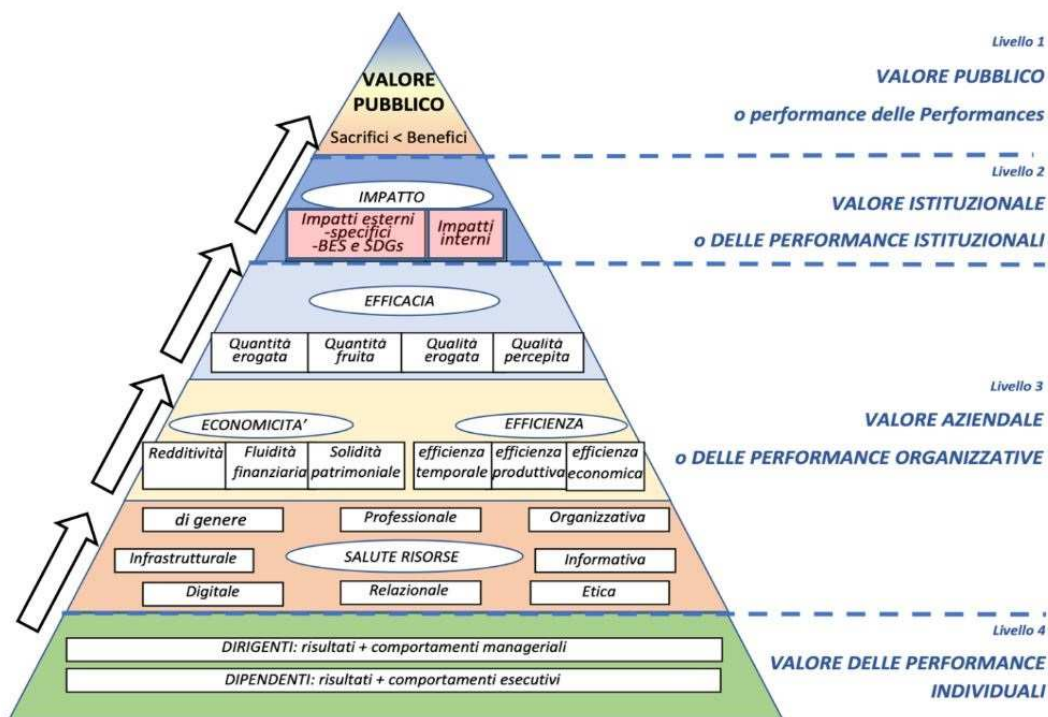 Livello 1
VALORE
PUBBLICO
Sacrifici < Benefici
VALORE PUBBLICO
o performance delle Performances
Livello 2
IMPATTO
Impatti esterni
-specifici
-BES e SDGs
Impatti
interni
VALORE ISTITUZIONALE
o DELLE PERFORMANCE ISTITUZIONALI
EFFICACIA
Quantità
erogata
Quantità
fruita
Qualità
erogata
Qualità
percepita
Livello 3
VALORE AZIENDALE
o DELLE PERFORMANCE ORGANIZZATIVE
ECONOMICITA'
EFFICIENZA
Redditività
Fluidità
finanziaria
Solidità
patrimoniale
efficienza
temporale
efficienza
produttiva
efficienza
economica
di genere
Professionale
Organizzativa
Infrastrutturale
SALUTE RISORSE
Informativa
Digitale
Relazionale
Etica
Livello 4
VALORE DELLE PERFORMANCE
INDIVIDUALI
DIRIGENTI: risultati + comportamenti manageriali
DIPENDENTI: risultati + comportamenti esecutivi